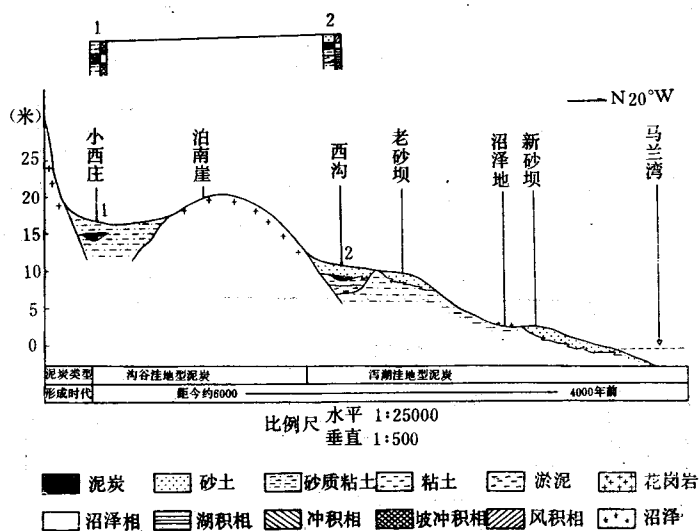 1 2
N 20°W
(米)
小西庄 泊南崖 西沟 老砂坝 沼泽地 新砂坝 马兰湾
25
20
15
10
5
0
1
2
泥炭类型 沟谷洼地型泥炭 泻湖洼地型泥炭
形成时代 距今约6000 4000年前
比例尺 水平 1:25000
垂直 1:500
泥炭 砂土 砂质粘土 粘土 淤泥 花岗岩
沼泽相 湖积相 冲积相 坡冲积相 风积相 沼泽